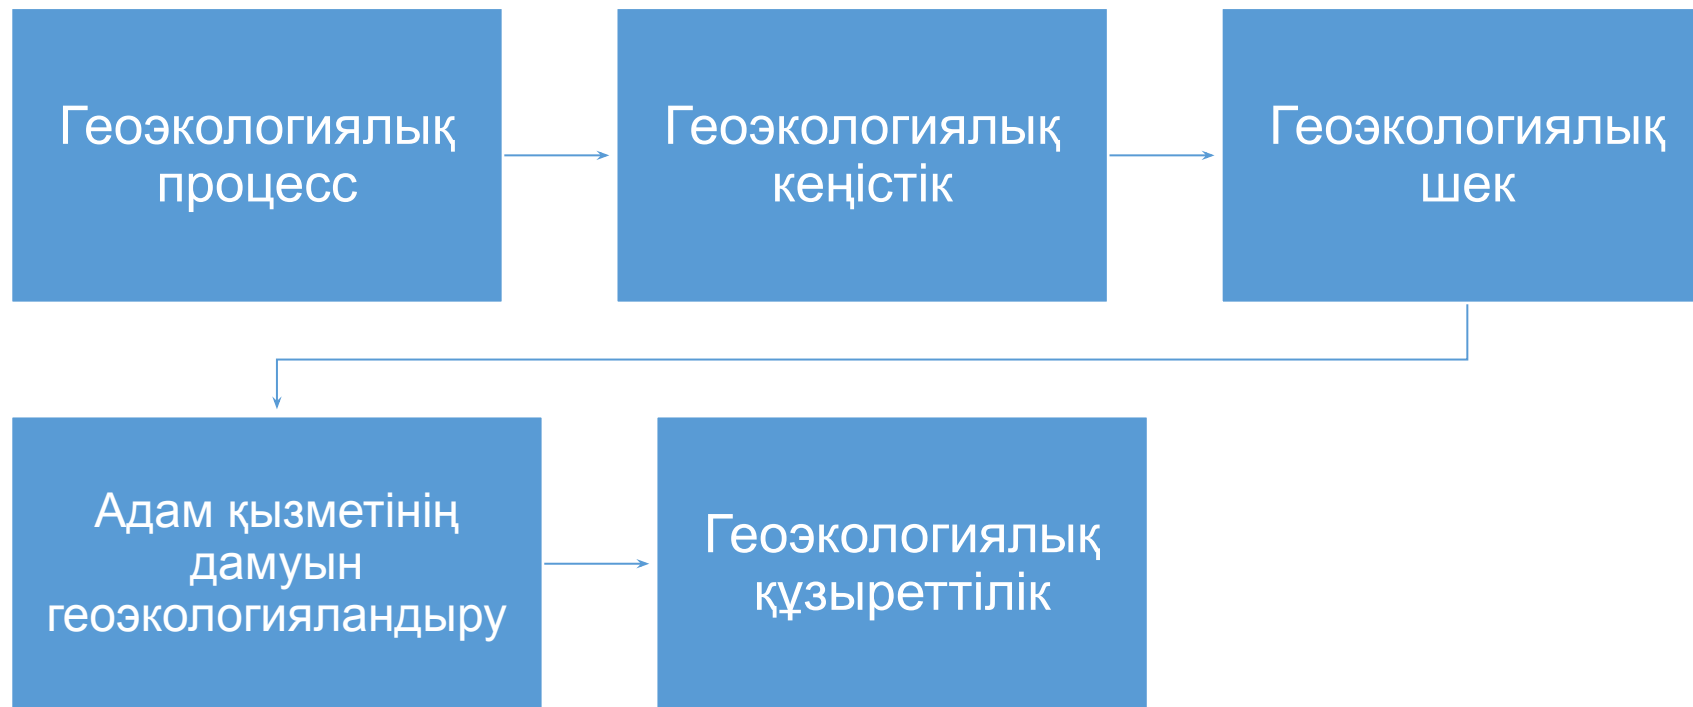 Геоэкологиялық
процесс
Геоэкологиялық
кеңістік
Геоэкологиялық
шек
Адам қызметінің
дамуын
геоэкологияландыру
Геоэкологиялық
құзыреттілік